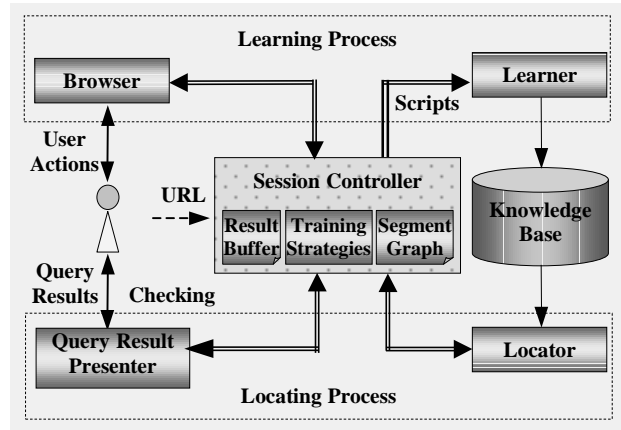 Learning Process
Browser
Learner
Scripts
User
Actions
URL
Session Controller
Result
Buffer
Training
Strategies
Segment
Graph
Knowledge
Base
Query
Results
Checking
Query Result
Presenter
Locator
Locating Process